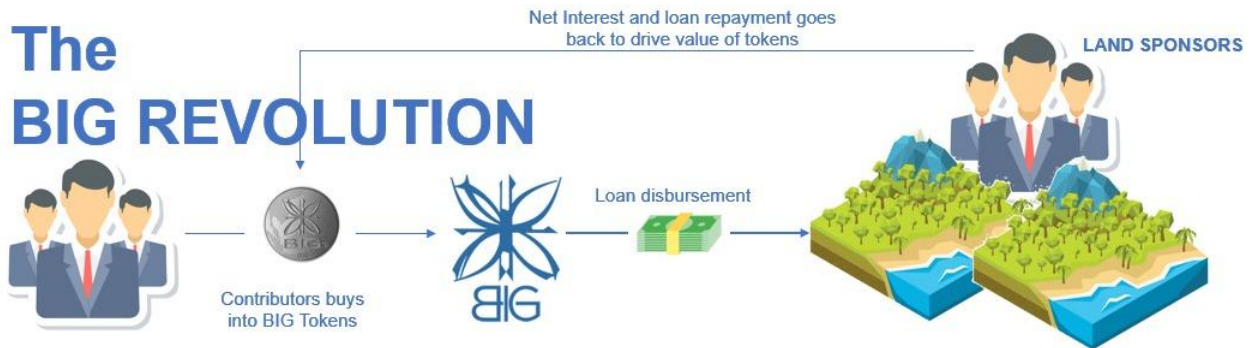 The
BIG REVOLUTION
Net Interest and loan repayment goes
back to drive value of tokens
LAND SPONSORS
BIG
Contributors buys
into BIG Tokens
BIG
Loan disbursement